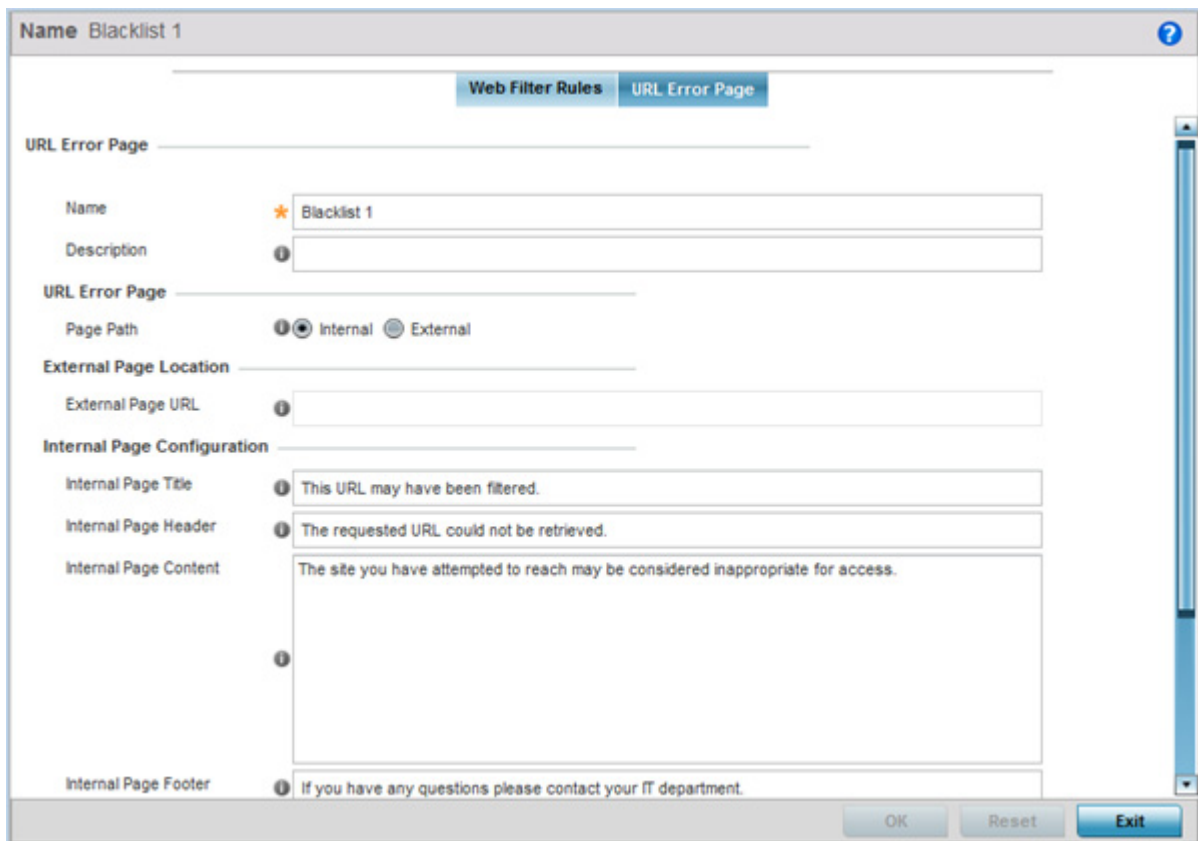 Name Blacklist 1
?
Web Filter Rules URL Error Page
URL Error Page
Name * Blacklist 1
Description
URL Error Page
Page Path Internal External
External Page Location
External Page URL
Internal Page Configuration
Internal Page Title This URL may have been filtered.
Internal Page Header The requested URL could not be retrieved.
Internal Page Content The site you have attempted to reach may be considered inappropriate for access.
Internal Page Footer If you have any questions please contact your IT department.
OK Reset Exit